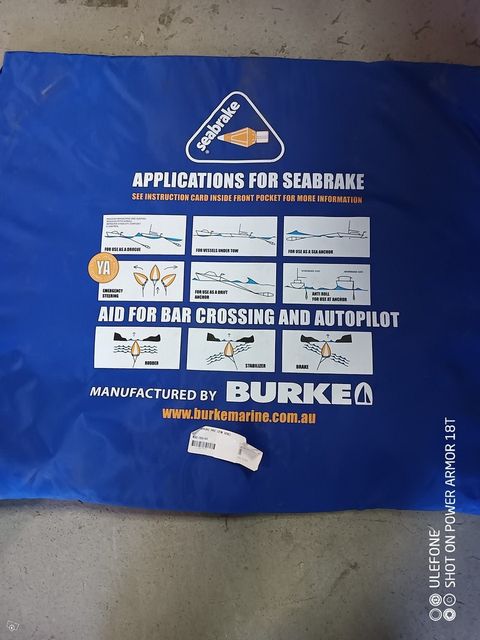 seabrake
APPLICATIONS FOR SEABRAKE
SEE INSTRUCTION CARD INSIDE FRONT POCKET FOR MORE INFORMATION
FOR USE AS A DROGUE
FOR VESSELS UNDER TOW
FOR USE AS A SEA ANCHOR
YA
EMERGENCY
STEERING
FOR USE AS A DRIFT
ANCHOR
ANTI ROLL
FOR USE AT ANCHOR
AID FOR BAR CROSSING AND AUTOPILOT
RUDDER
STABILIZER
BRAKE
MANUFACTURED BY BURKE
www.burkemarine.com.au
ULEFONE
SHOT ON POWER ARMOR 18T